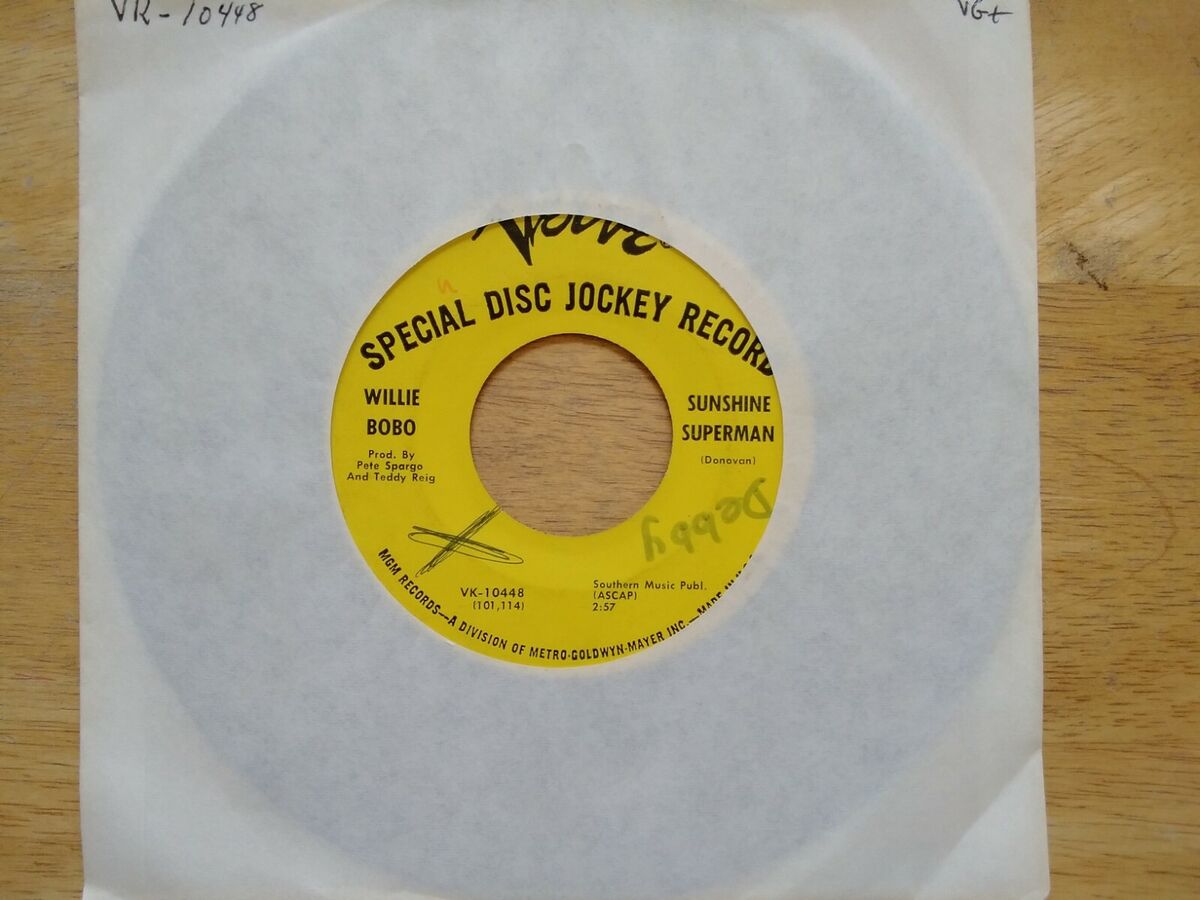 VK-10448
VG+
Verve
SPECIAL DISC JOCKEY RECORD
WILLIE
BOBO
Prod. By
Pete Spargo
And Teddy Reig
SUNSHINE
SUPERMAN
(Donovan)
Debby
VK-10448
(101,114)
Southern Music Publ.
(ASCAP)
2:57
MGM RECORDS—A DIVISION OF METRO-GOLDWYN-MAYER INC.—MADE IN